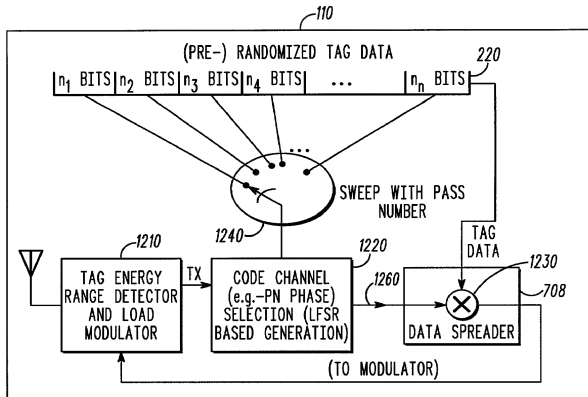 110
(PRE-) RANDOMIZED TAG DATA
220
n1 BITS n2 BITS n3 BITS n4 BITS ... nn BITS
...
SWEEP WITH PASS NUMBER
1240
TAG DATA
1210
1220
1230
TAG ENERGY RANGE DETECTOR AND LOAD MODULATOR
TX
CODE CHANNEL (e.g.-PN PHASE) SELECTION (LFSR BASED GENERATION)
1260
X
708
DATA SPREADER
(TO MODULATOR)